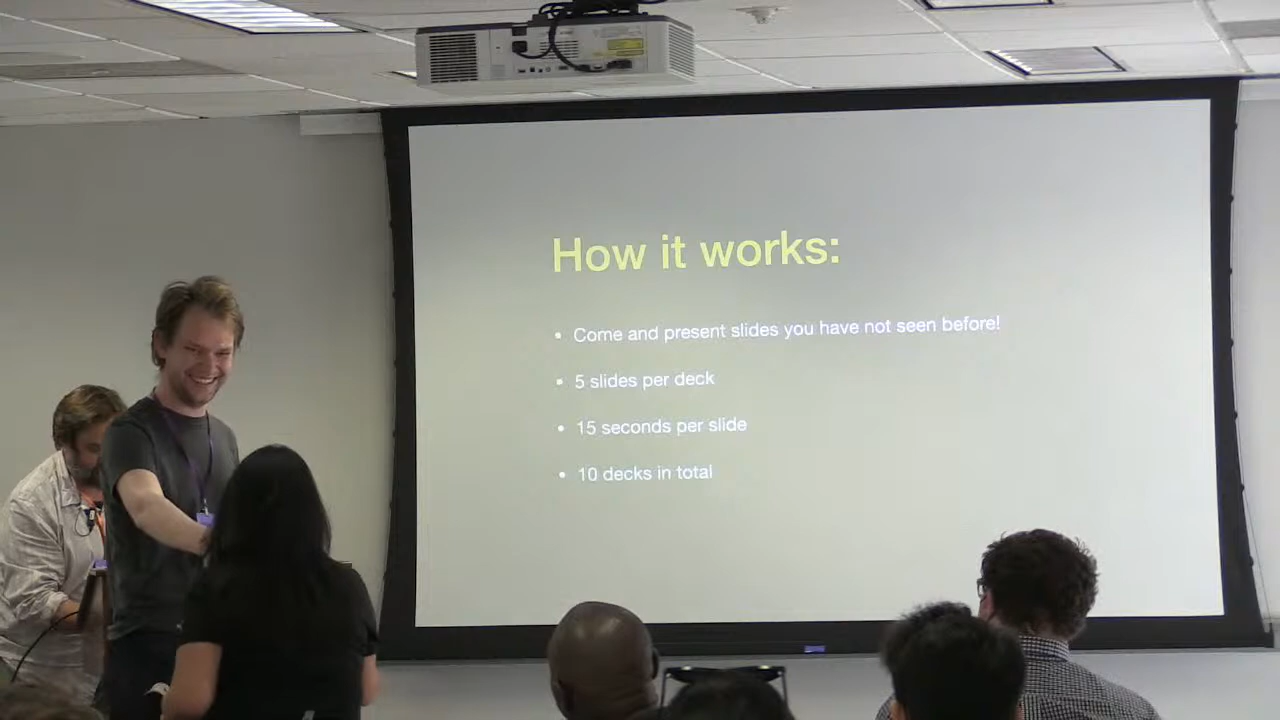 How it works:
• Come and present slides you have not seen before!
• 5 slides per deck
• 15 seconds per slide
• 10 decks in total